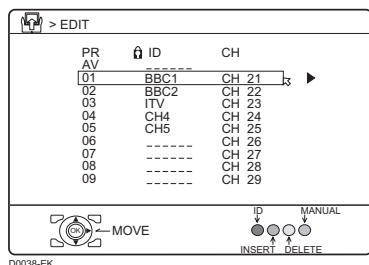 > EDIT
PR ID CH
AV ------
01 BBC1 CH 21
02 BBC2 CH 22
03 ITV CH 23
04 CH4 CH 24
05 CH5 CH 25
06 ------ CH 26
07 ------ CH 27
08 ------ CH 28
09 ------ CH 29
OK MOVE
ID MANUAL
INSERT DELETE
D0038-EK